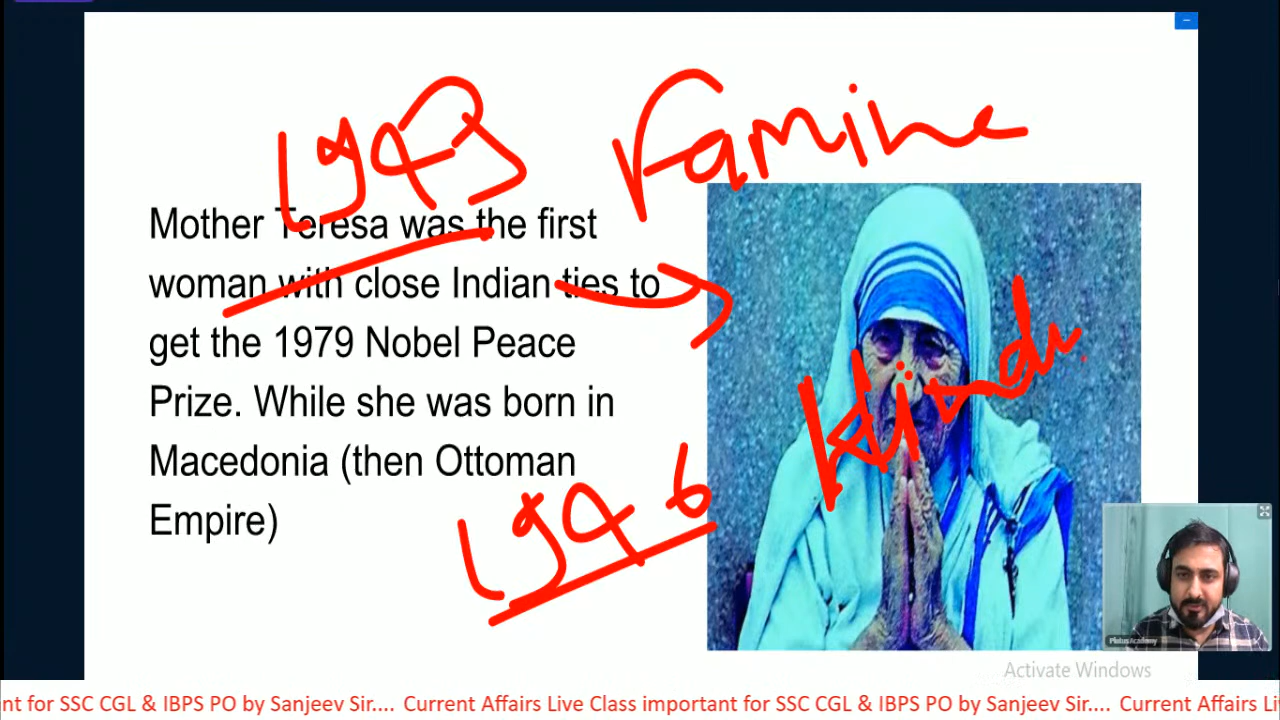 1943 Famine
Mother Teresa was the first
woman with close Indian ties to
get the 1979 Nobel Peace
Prize. While she was born in
Macedonia (then Ottoman
Empire)
Hindu
1946
Plutus Academy
Activate Windows
nt for SSC CGL & IBPS PO by Sanjeev Sir.... Current Affairs Live Class important for SSC CGL & IBPS PO by Sanjeev Sir.... Current Affairs Li